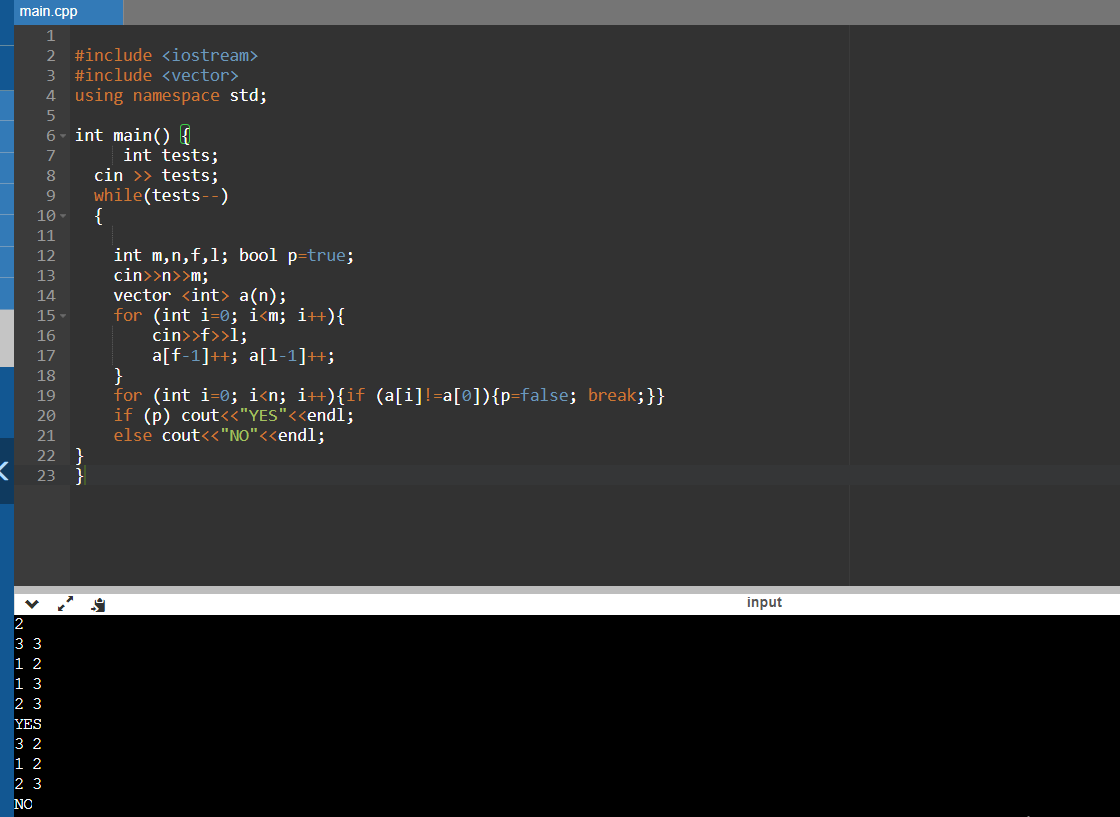 main.cpp
1
2 #include <iostream>
3 #include <vector>
4 using namespace std;
5
6 int main() {
7 int tests;
8 cin >> tests;
9 while(tests--)
10 {
11
12 int m,n,f,l; bool p=true;
13 cin>>n>>m;
14 vector <int> a(n);
15 for (int i=0; i<m; i++){
16 cin>>f>>l;
17 a[f-1]++; a[l-1]++;
18 }
19 for (int i=0; i<n; i++){if (a[i]!=a[0]){p=false; break;}}
20 if (p) cout<<"YES"<<endl;
21 else cout<<"NO"<<endl;
22 }
23 }
input
2
3 3
1 2
1 3
2 3
YES
3 2
1 2
2 3
NO